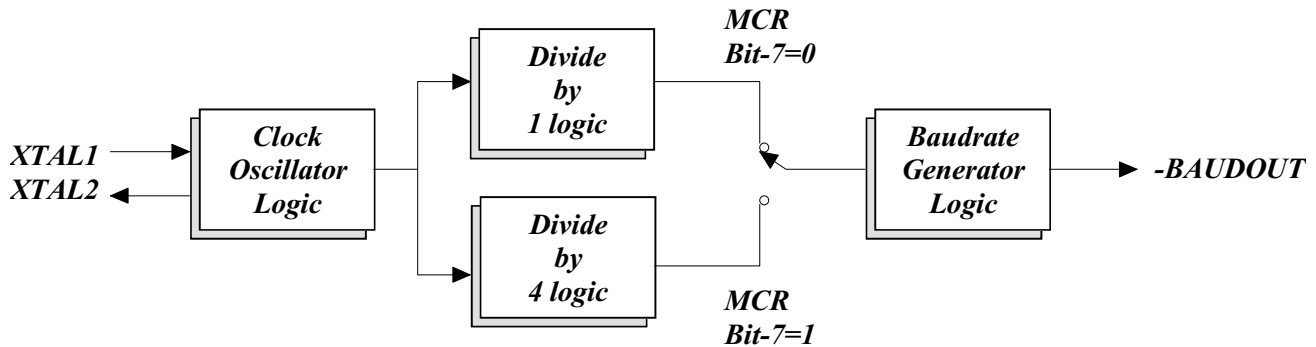 XTAL1
XTAL2
Clock
Oscillator
Logic
Divide
by
1 logic
Divide
by
4 logic
MCR
Bit-7=0
MCR
Bit-7=1
Baudrate
Generator
Logic
-BAUDOUT